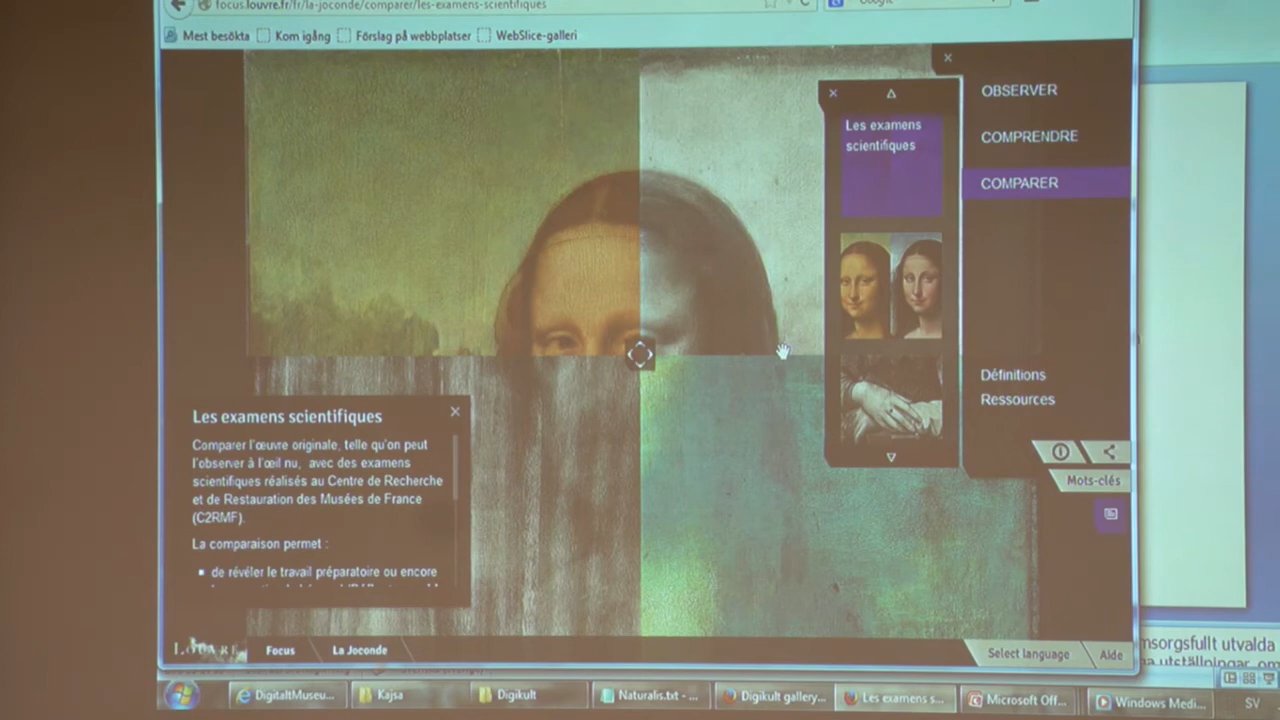 focus.louvre.fr/fr/la-joconde/comparer/les-examens-scientifiques
Google
Mest besökta
Kom igång
Förslag på webbplatser
WebSlice-galleri
OBSERVER
COMPRENDRE
COMPARER
Les examens
scientifiques
Définitions
Ressources
Mots-clés
Les examens scientifiques
Comparer l'œuvre originale, telle qu'on peut
l'observer à l'œil nu, avec des examens
scientifiques réalisés au Centre de Recherche
et de Restauration des Musées de France
(C2RMF).
La comparaison permet :
▪ de révéler le travail préparatoire ou encore
LOUVRE
Focus
La Joconde
Select language
Aide
msorgsfullt utvalda
DigitaltMuseu...
Kajsa
Digikult
Naturalis.txt - ...
Digikult gallery...
Les examens s...
Microsoft Off...
Windows Medi...
SV